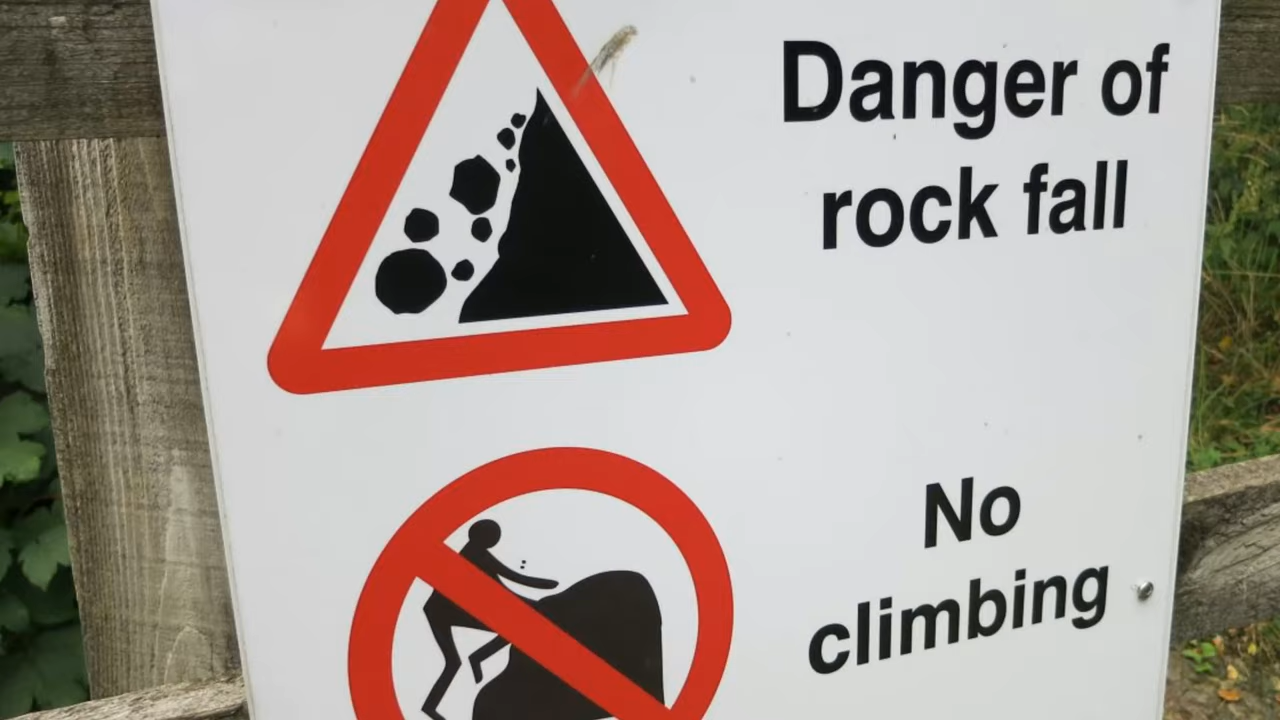 Danger of
rock fall
No
climbing